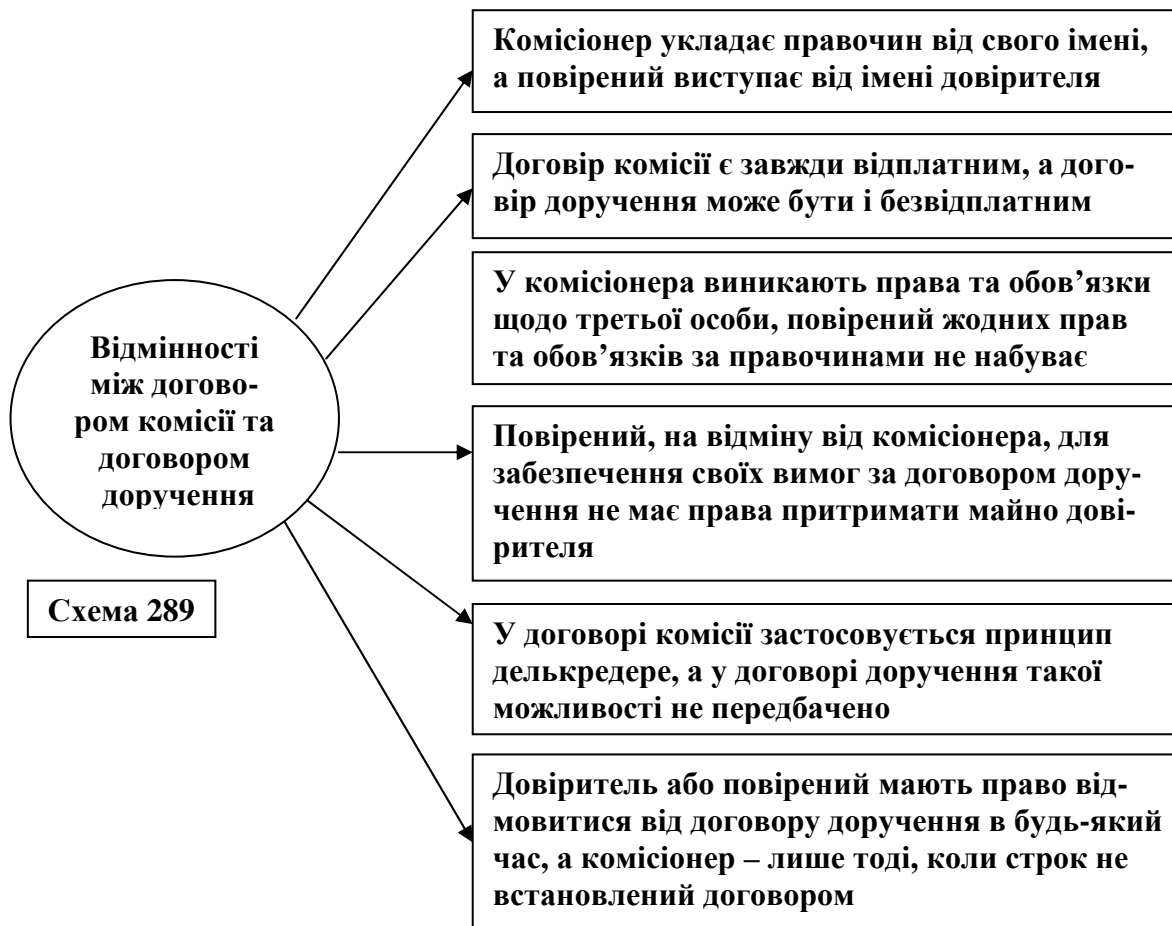 Комісіонер укладає правочин від свого імені,
а повірений виступає від імені довірителя
Договір комісії є завжди відплатним, а дого-
вір доручення може бути і безвідплатним
У комісіонера виникають права та обов’язки
щодо третьої особи, повірений жодних прав
та обов’язків за правочинами не набуває
Відмінності
між догово-
ром комісії та
договором
доручення
Повірений, на відміну від комісіонера, для
забезпечення своїх вимог за договором дору-
чення не має права притримати майно дові-
рителя
Схема 289
У договорі комісії застосовується принцип
делькредере, а у договорі доручення такої
можливості не передбачено
Довіритель або повірений мають право від-
мовитися від договору доручення в будь-який
час, а комісіонер – лише тоді, коли строк не
встановлений договором